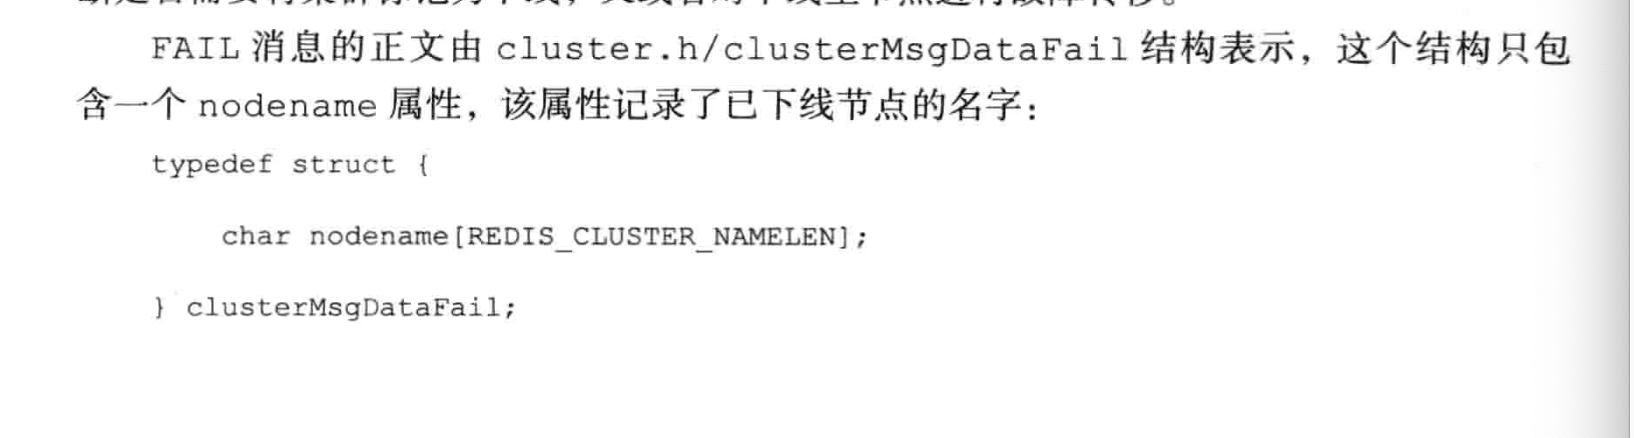 FAIL 消息的正文由 cluster.h/clusterMsgDataFail 结构表示，这个结构只包
含一个 nodename 属性，该属性记录了已下线节点的名字：
typedef struct {
char nodename[REDIS_CLUSTER_NAMELEN];
} clusterMsgDataFail;